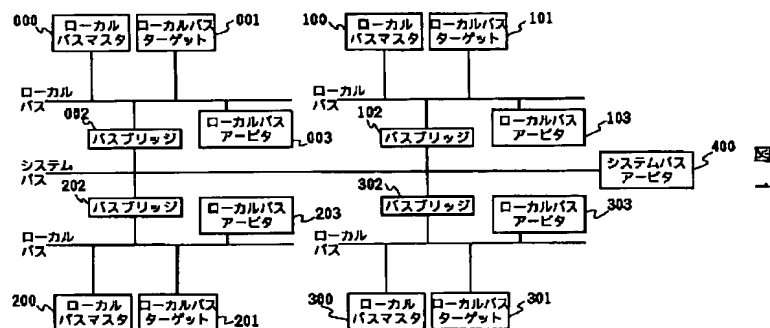 000
ローカル
バスマスタ
ローカルバス
ターゲット
001
100
ローカル
バスマスタ
ローカルバス
ターゲット
101
ローカル
バス
002
バスブリッジ
ローカルバス
アービタ
003
ローカル
バス
102
バスブリッジ
ローカルバス
アービタ
103
システム
バス
システムバス
アービタ
400
202
バスブリッジ
ローカルバス
アービタ
203
ローカル
バス
302
バスブリッジ
ローカルバス
アービタ
303
ローカル
バス
200
ローカル
バスマスタ
ローカルバス
ターゲット
201
300
ローカル
バスマスタ
ローカルバス
ターゲット
301
図
一